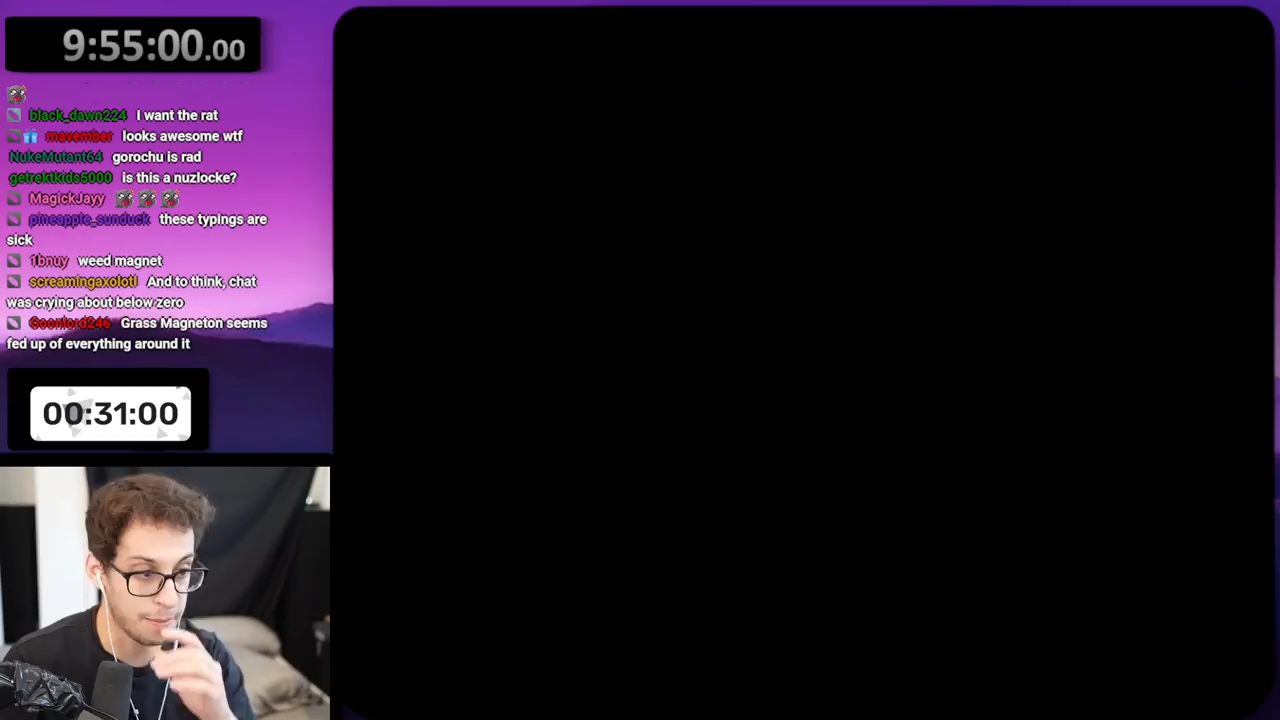 9:55:00.00
black_dawn224 I want the rat
mavember looks awesome wtf
NukeMutant64 gorochu is rad
getrektkids5000 is this a nuzlocke?
MagickJayy
pineapple_sunduck these typings are
sick
1bnuy weed magnet
screamingaxolotl And to think, chat
was crying about below zero
Goonlord246 Grass Magneton seems
fed up of everything around it
00:31:00